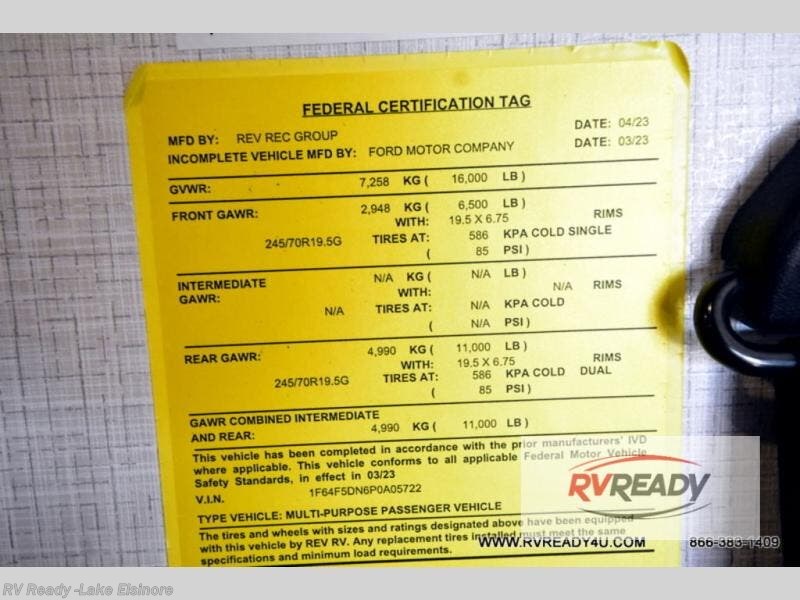 FEDERAL CERTIFICATION TAG
MFD BY: REV REC GROUP DATE: 04/23
INCOMPLETE VEHICLE MFD BY: FORD MOTOR COMPANY DATE: 03/23
GVWR: 7,258 KG ( 16,000 LB )
FRONT GAWR: 2,948 KG ( 6,500 LB )
WITH: 19.5 X 6.75 RIMS
245/70R19.5G TIRES AT: 586 KPA COLD SINGLE
( 85 PSI )
INTERMEDIATE N/A KG ( N/A LB )
GAWR: WITH: N/A RIMS
N/A TIRES AT: N/A KPA COLD
( N/A PSI )
REAR GAWR: 4,990 KG ( 11,000 LB )
WITH: 19.5 X 6.75 RIMS
245/70R19.5G TIRES AT: 586 KPA COLD DUAL
( 85 PSI )
GAWR COMBINED INTERMEDIATE
AND REAR: 4,990 KG ( 11,000 LB )
This vehicle has been completed in accordance with the prior manufacturers' IVD
where applicable. This vehicle conforms to all applicable Federal Motor Vehicle
Safety Standards, in effect in 03/23
V.I.N. 1F64F5DN6P0A05722
TYPE VEHICLE: MULTI-PURPOSE PASSENGER VEHICLE
The tires and wheels with sizes and ratings designated above have been equipped
with this vehicle by REV RV. Any replacement tires installed must meet the same
specifications and minimum load requirements.
RVREADY
WWW.RVREADY4U.COM 866-383-1409
RV Ready -Lake Elsinore